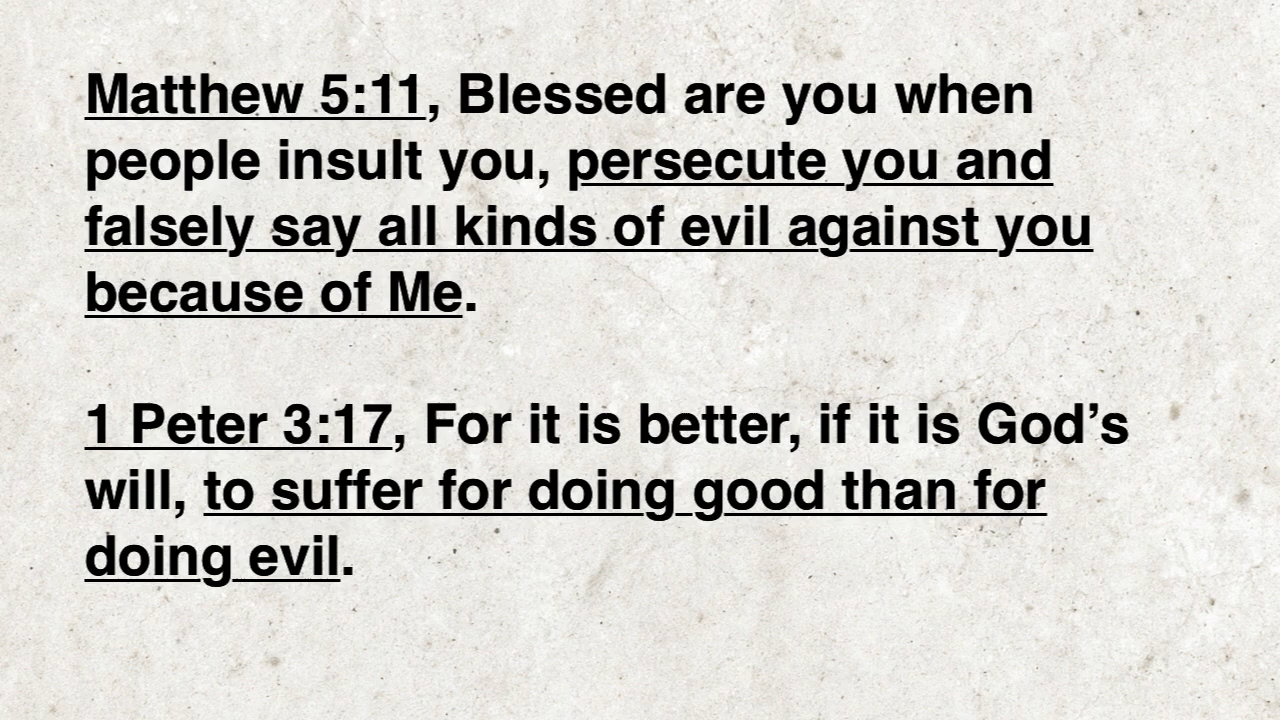 Matthew 5:11, Blessed are you when
people insult you, persecute you and
falsely say all kinds of evil against you
because of Me.
1 Peter 3:17, For it is better, if it is God’s
will, to suffer for doing good than for
doing evil.